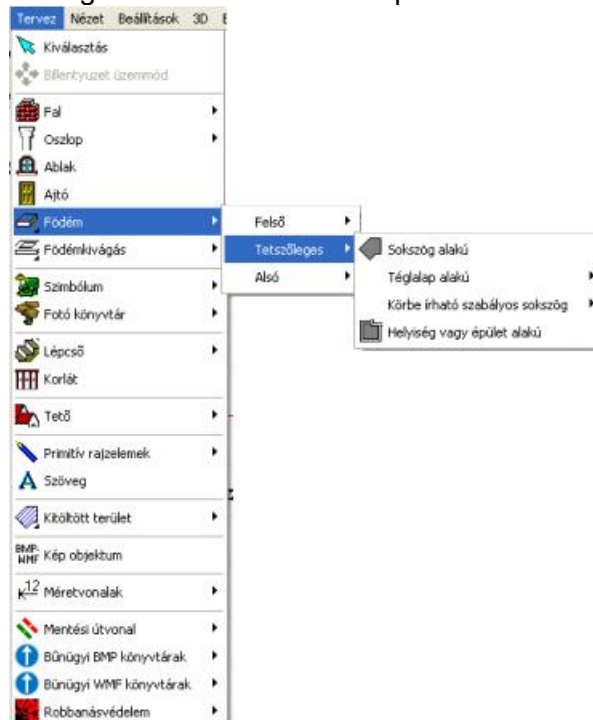 Tervez Nézet Beállítások 3D
Kiválasztás
Billentyuzet üzemmód
Fal
Oszlop
Ablak
Ajtó
Födém
Födémkivágás
Szimbólum
Fotó könyvtár
Lépcső
Korlát
Tető
Primitív rajzelemek
Szöveg
Kitöltött terület
BMP-
WMF Kép objektum
K12 Méretvonalak
Mentési útvonal
Bűnügyi BMP könyvtárak
Bűnügyi WMF könyvtárak
Robbanásvédelem
Felső
Tetszőleges
Alsó
Sokszög alakú
Téglalap alakú
Körbe írható szabályos sokszög
Helyiség vagy épület alakú